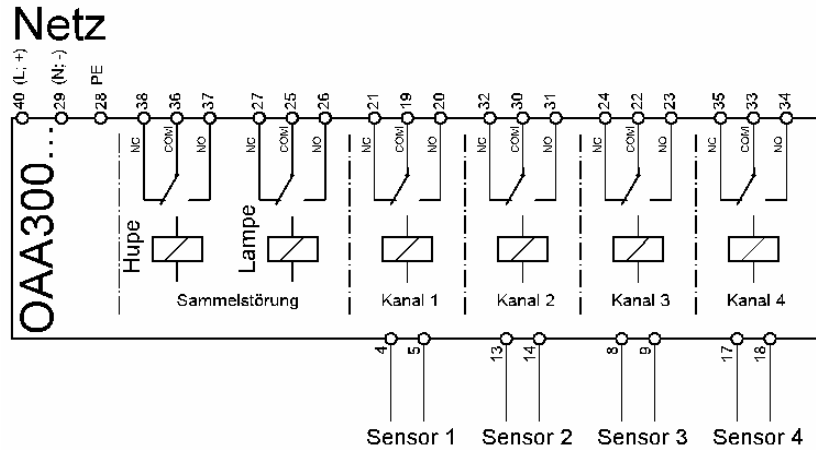 Netz
40 (L; +) 29 (N; -) 28 PE 38 36 37 27 25 26 21 19 20 32 30 31 24 22 23 35 33 34
NC COM NO NC COM NO NC COM NO NC COM NO NC COM NO NC COM NO
OAA300...
Hupe Lampe
Sammelstörung Kanal 1 Kanal 2 Kanal 3 Kanal 4
4 5 13 14 8 9 17 18
Sensor 1 Sensor 2 Sensor 3 Sensor 4